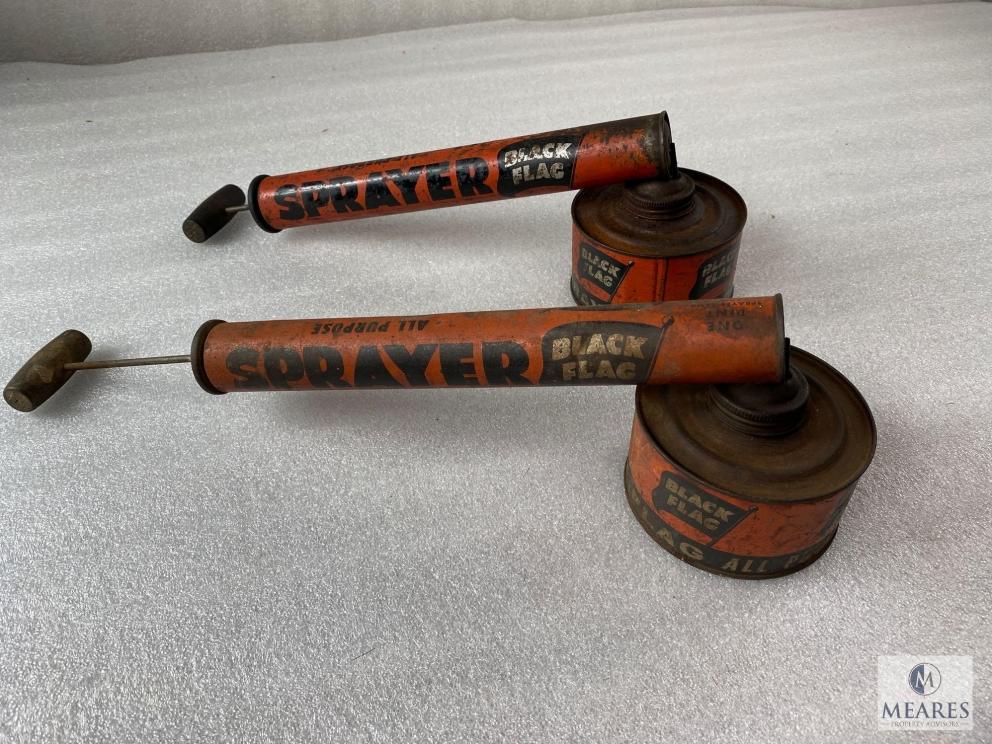 SPRAYER
BLACK
FLAG
BLACK
FLAG
BLACK
FLAG
ALL PURPOSE
ONE
PINT
SPRAYER
BLACK
FLAG
BLACK
FLAG
FLAG ALL
M
MEARES
PROPERTY ADVISORS